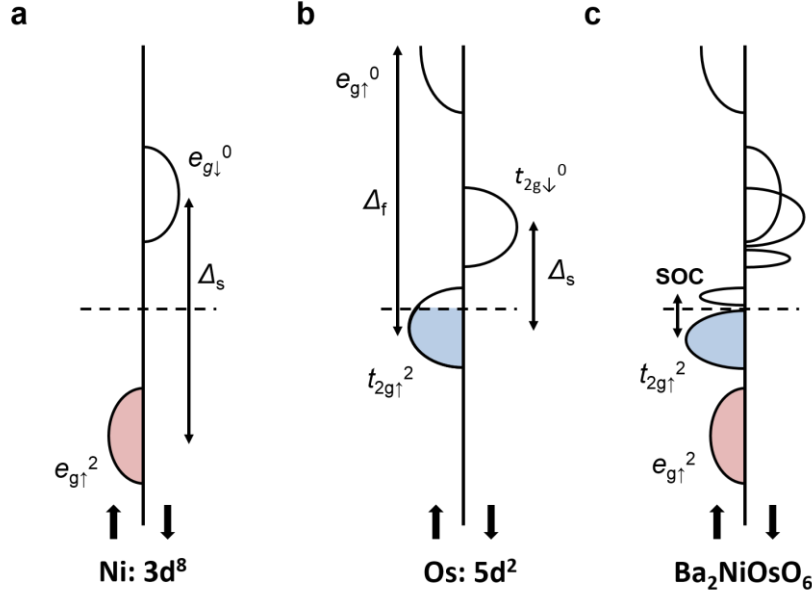 a
e_g↓^0
Δ_s
e_g↑^2
Ni: 3d^8
b
e_g↑^0
Δ_f
t_2g↓^0
Δ_s
t_2g↑^2
Os: 5d^2
c
SOC
t_2g↑^2
e_g↑^2
Ba_2NiOsO_6